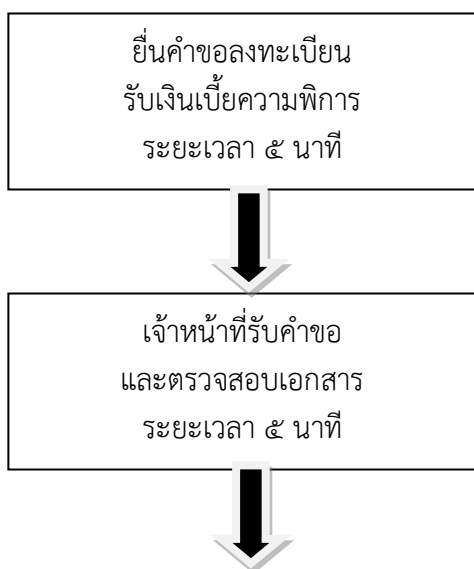 ยื่นคำขอลงทะเบียน
รับเงินเบี้ยความพิการ
ระยะเวลา ๕ นาที
เจ้าหน้าที่รับคำขอ
และตรวจสอบเอกสาร
ระยะเวลา ๕ นาที